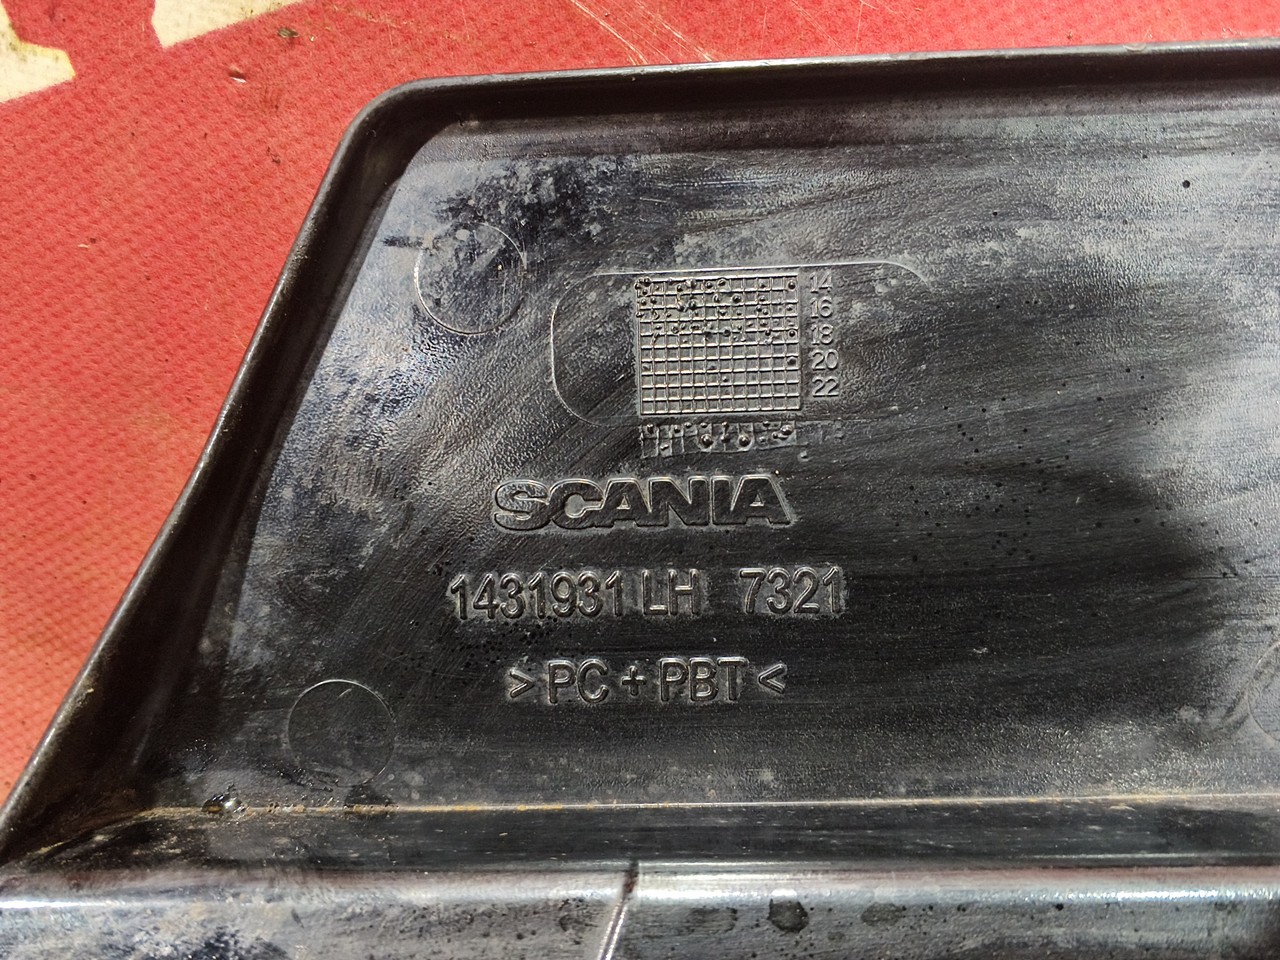 14
16
18
20
22
SCANIA
1431931 LH 7321
> PC + PBT <